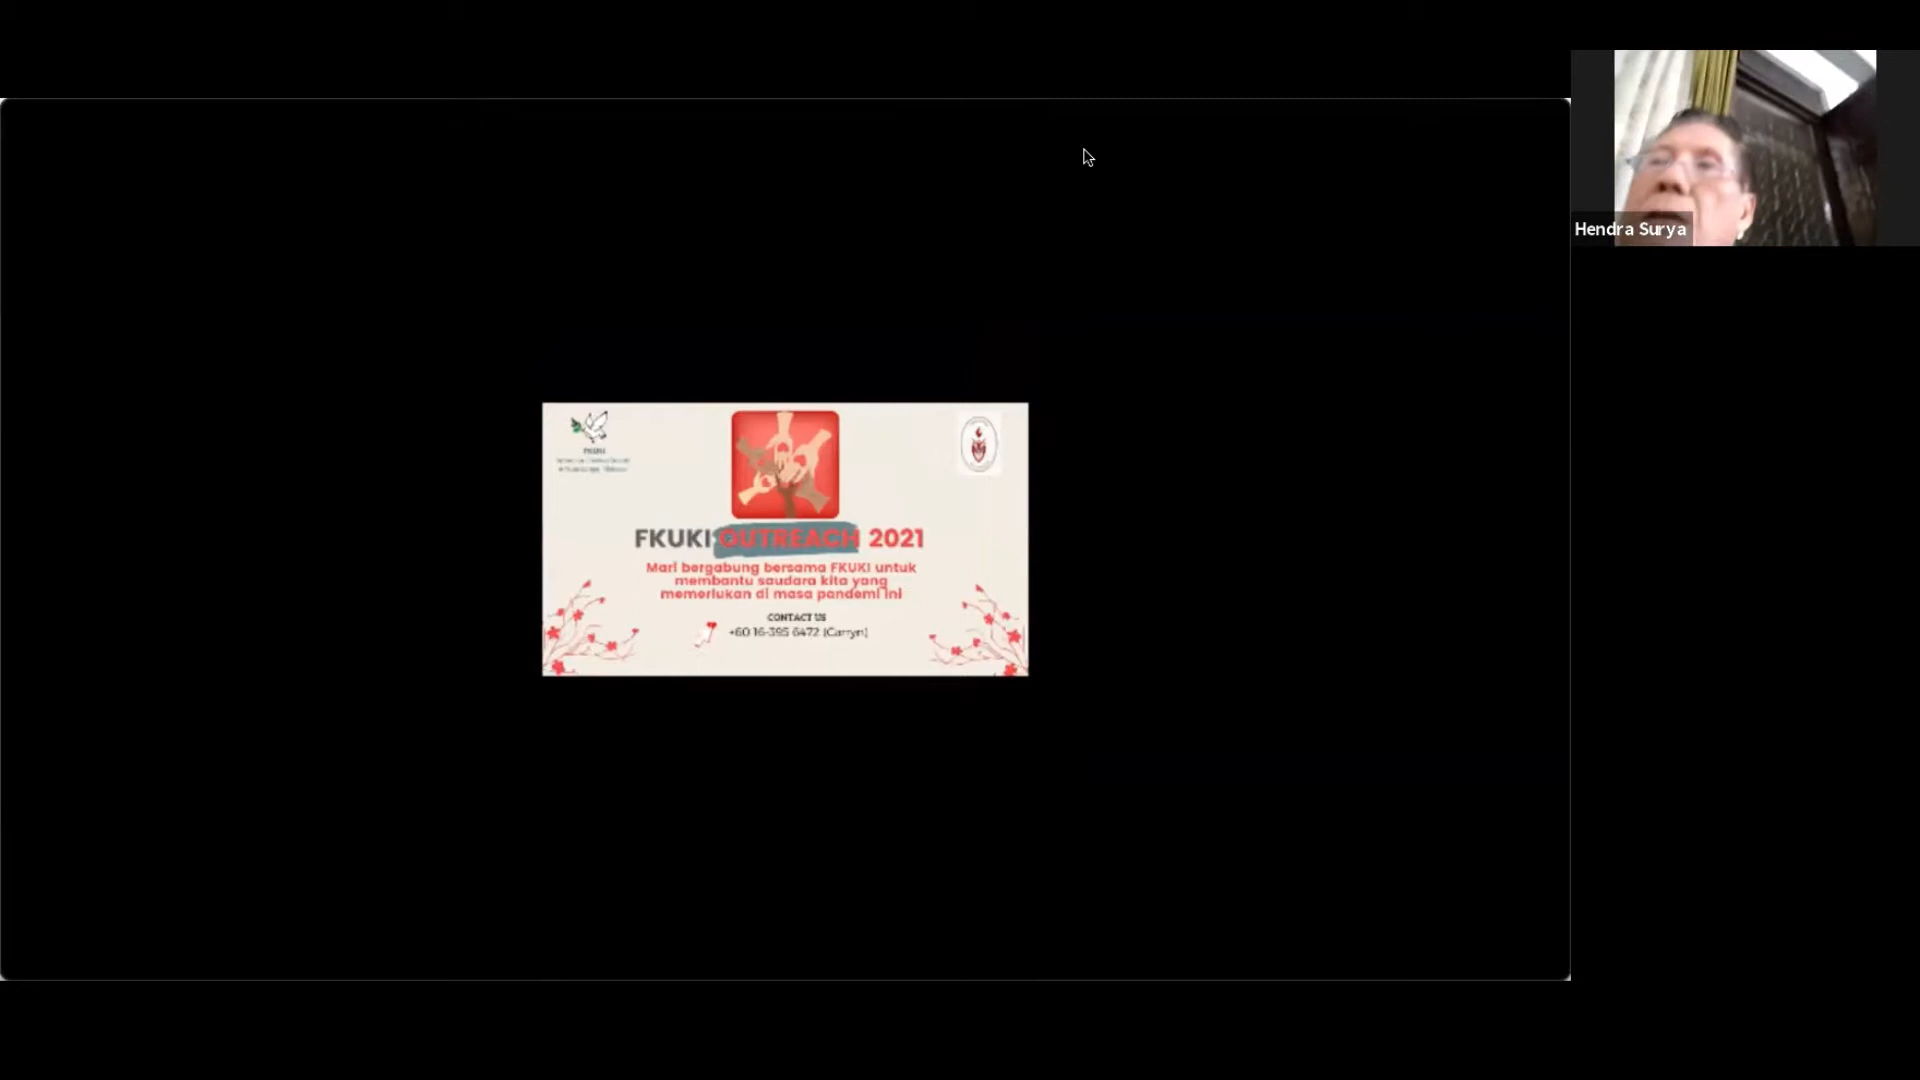 Hendra Surya
FKUKI
FKUKI OUTREACH 2021
Mari bergabung bersama FKUKI untuk
membantu saudara kita yang
memerlukan di masa pandemi ini
CONTACT US
+60 16-395 6472 (Carryn)